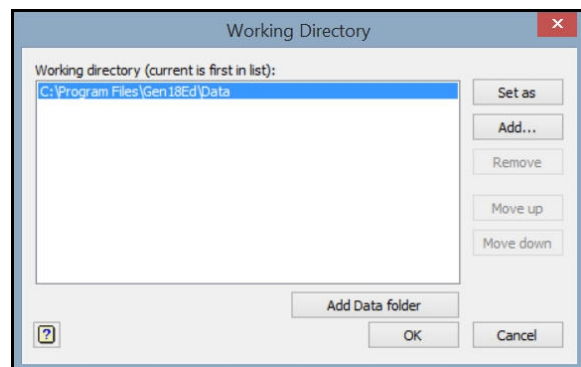 Working Directory
Working directory (current is first in list):
C:\Program Files\Gen18Ed\Data
Set as
Add...
Remove
Move up
Move down
Add Data folder
?
OK
Cancel